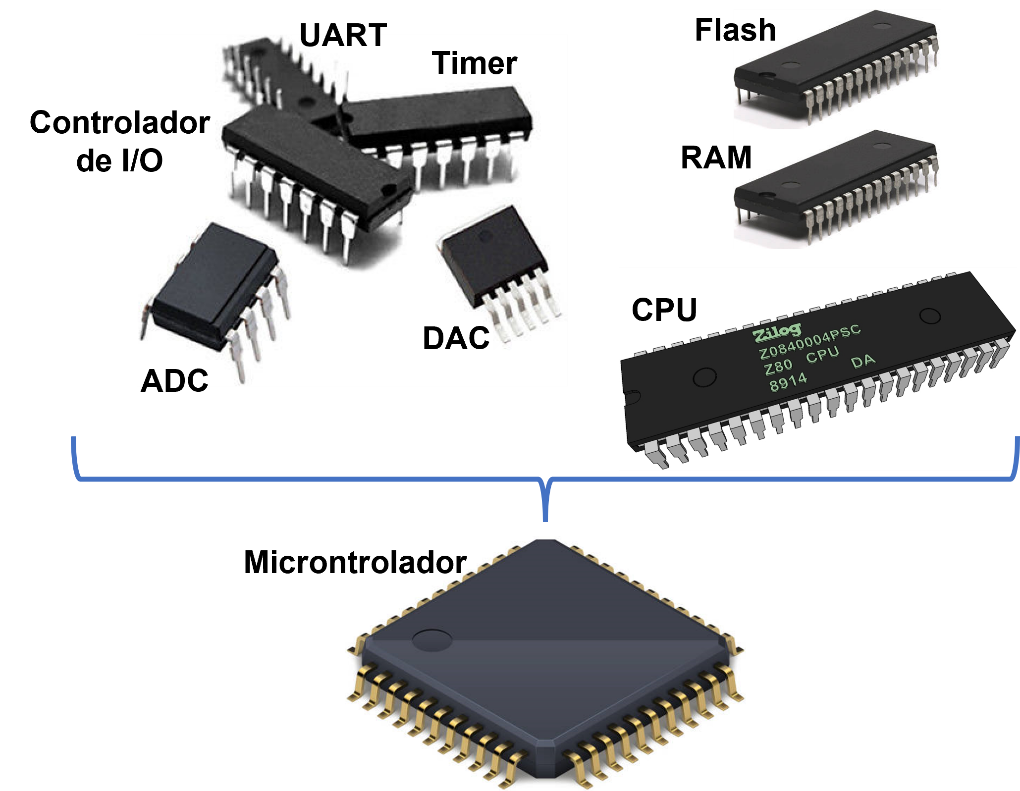 UART
Timer
Flash
Controlador
de I/O
RAM
ADC
DAC
CPU
Zilog
Z0840004PSC
Z80 CPU DA
8914
Microntrolador